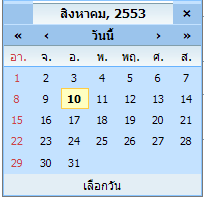 สิงหาคม, 2553 ×
« ‹ วันนี้ › »
อา. จ. อ. พ. พฤ. ศ. ส.
1 2 3 4 5 6 7
8 9 10 11 12 13 14
15 16 17 18 19 20 21
22 23 24 25 26 27 28
29 30 31
เลือกวัน